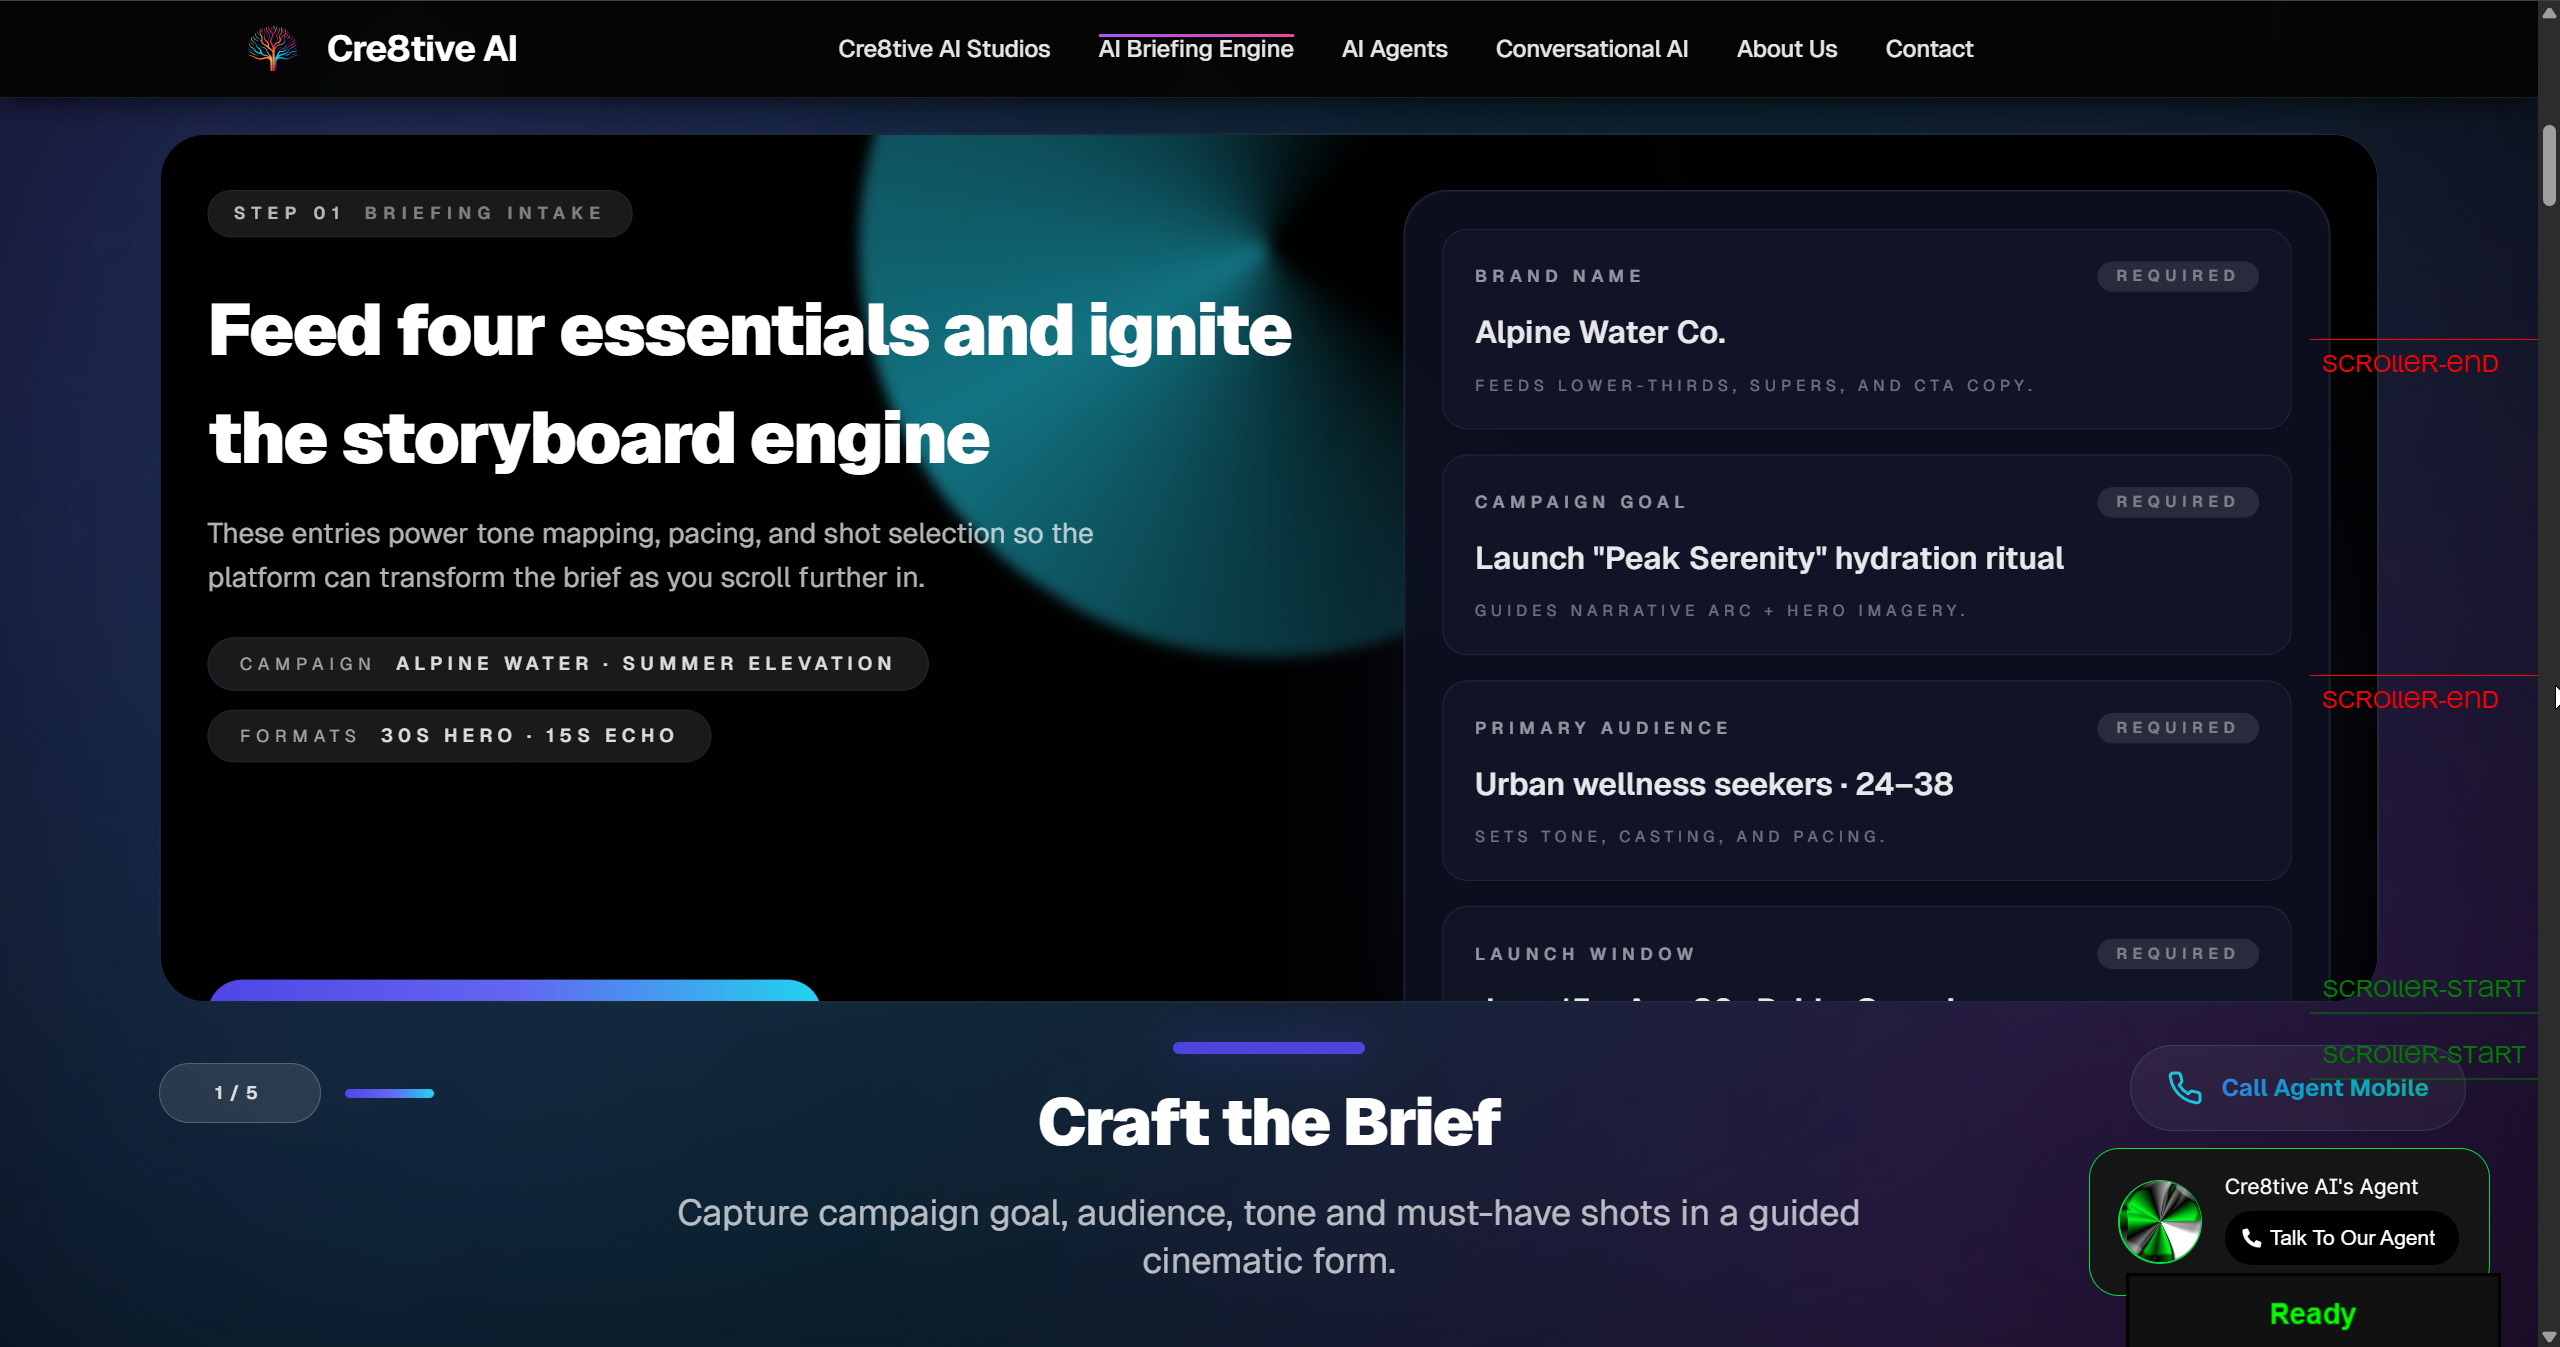 Cre8tive AI
Cre8tive AI Studios
AI Briefing Engine
AI Agents
Conversational AI
About Us
Contact
STEP 01 BRIEFING INTAKE
Feed four essentials and ignite
the storyboard engine
These entries power tone mapping, pacing, and shot selection so the
platform can transform the brief as you scroll further in.
CAMPAIGN ALPINE WATER · SUMMER ELEVATION
FORMATS 30S HERO · 15S ECHO
BRAND NAME
REQUIRED
Alpine Water Co.
FEEDS LOWER-THIRDS, SUPERS, AND CTA COPY.
CAMPAIGN GOAL
REQUIRED
Launch "Peak Serenity" hydration ritual
GUIDES NARRATIVE ARC + HERO IMAGERY.
PRIMARY AUDIENCE
REQUIRED
Urban wellness seekers · 24–38
SETS TONE, CASTING, AND PACING.
LAUNCH WINDOW
REQUIRED
scroller-end
scroller-end
scroller-start
scroller-start
1 / 5
Craft the Brief
Capture campaign goal, audience, tone and must-have shots in a guided
cinematic form.
Call Agent Mobile
Cre8tive AI's Agent
Talk To Our Agent
Ready